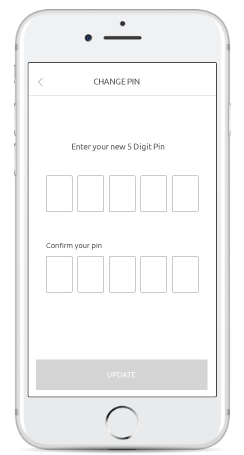 CHANGE PIN
Enter your new 5 Digit Pin
Confirm your pin
UPDATE